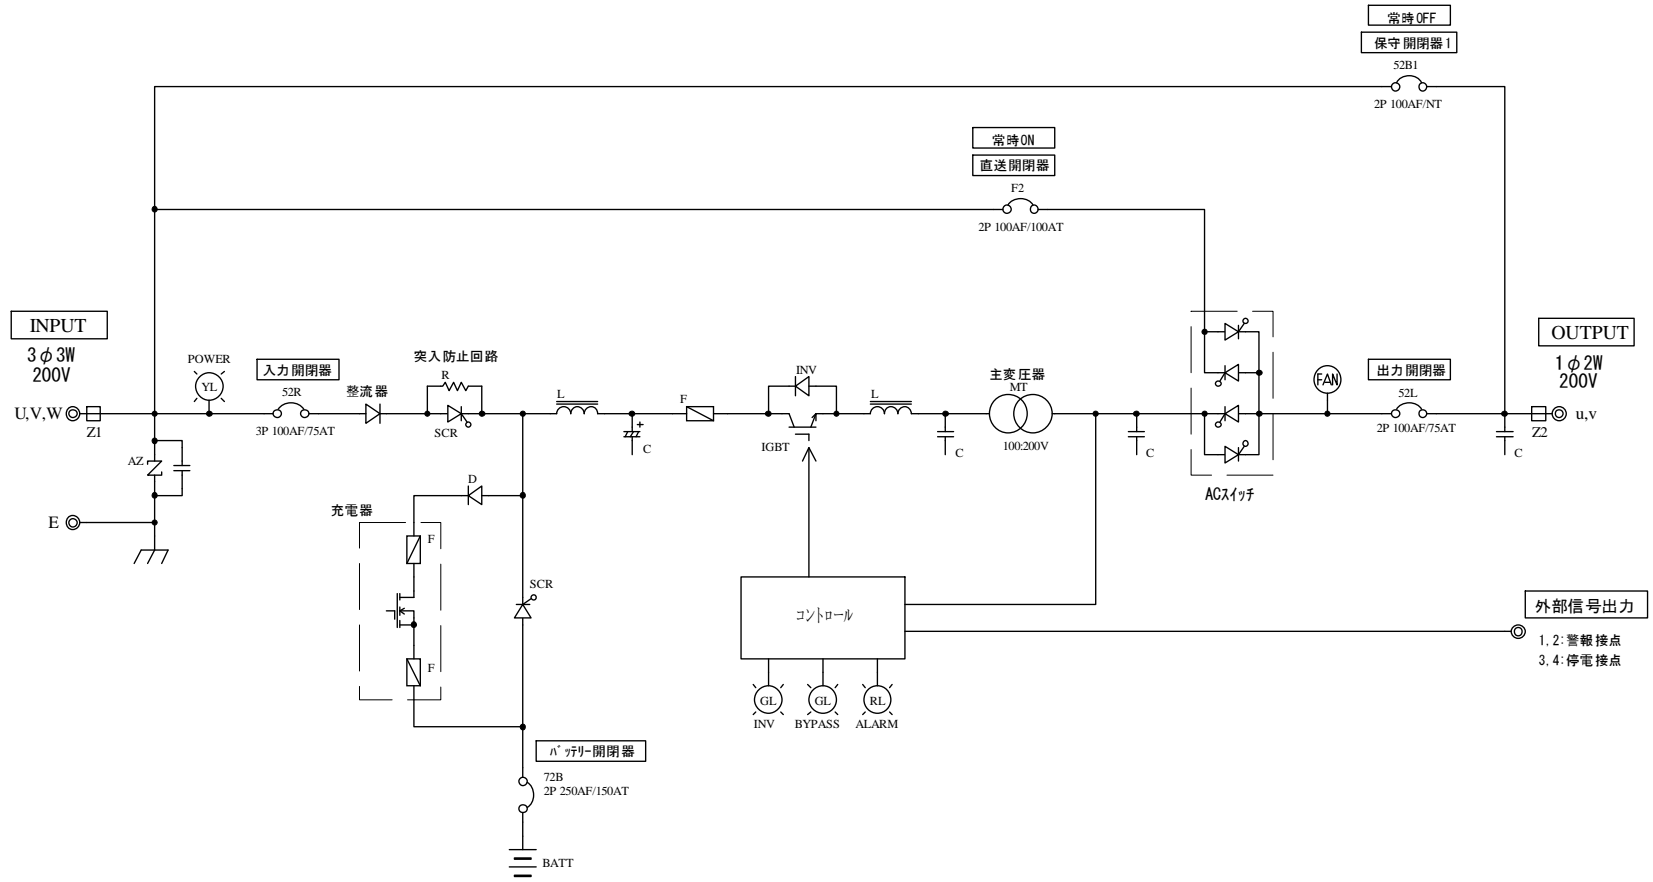 常時OFF
保守開閉器1
52B1
2P 100AF/NT
常時ON
直送開閉器
F2
2P 100AF/100AT
INPUT
3φ3W
200V
U,V,W
Z1
POWER
YL
入力開閉器
52R
3P 100AF/75AT
整流器
突入防止回路
R
SCR
L
+
C
F
INV
IGBT
L
C
主変圧器
MT
100:200V
C
ACスイッチ
FAN
出力開閉器
52L
2P 100AF/75AT
OUTPUT
1φ2W
200V
u,v
Z2
C
AZ
E
充電器
D
F
F
SCR
バッテリー開閉器
72B
2P 250AF/150AT
BATT
コントロール
GL
INV
GL
BYPASS
RL
ALARM
外部信号出力
1,2:警報接点
3,4:停電接点